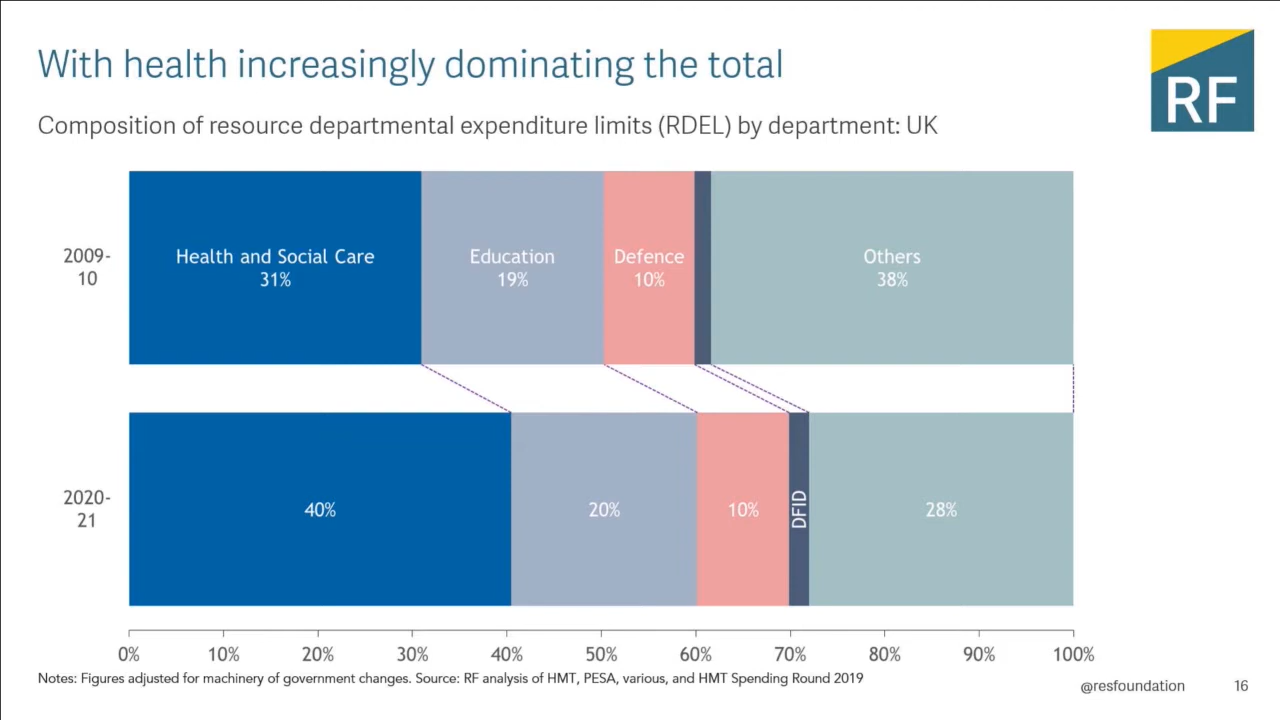 With health increasingly dominating the total
RF
Composition of resource departmental expenditure limits (RDEL) by department: UK
2009-
10
Health and Social Care
31%
Education
19%
Defence
10%
Others
38%
2020-
21
40%
20%
10%
DFID
28%
0%
10%
20%
30%
40%
50%
60%
70%
80%
90%
100%
Notes: Figures adjusted for machinery of government changes. Source: RF analysis of HMT, PESA, various, and HMT Spending Round 2019
@resfoundation
16